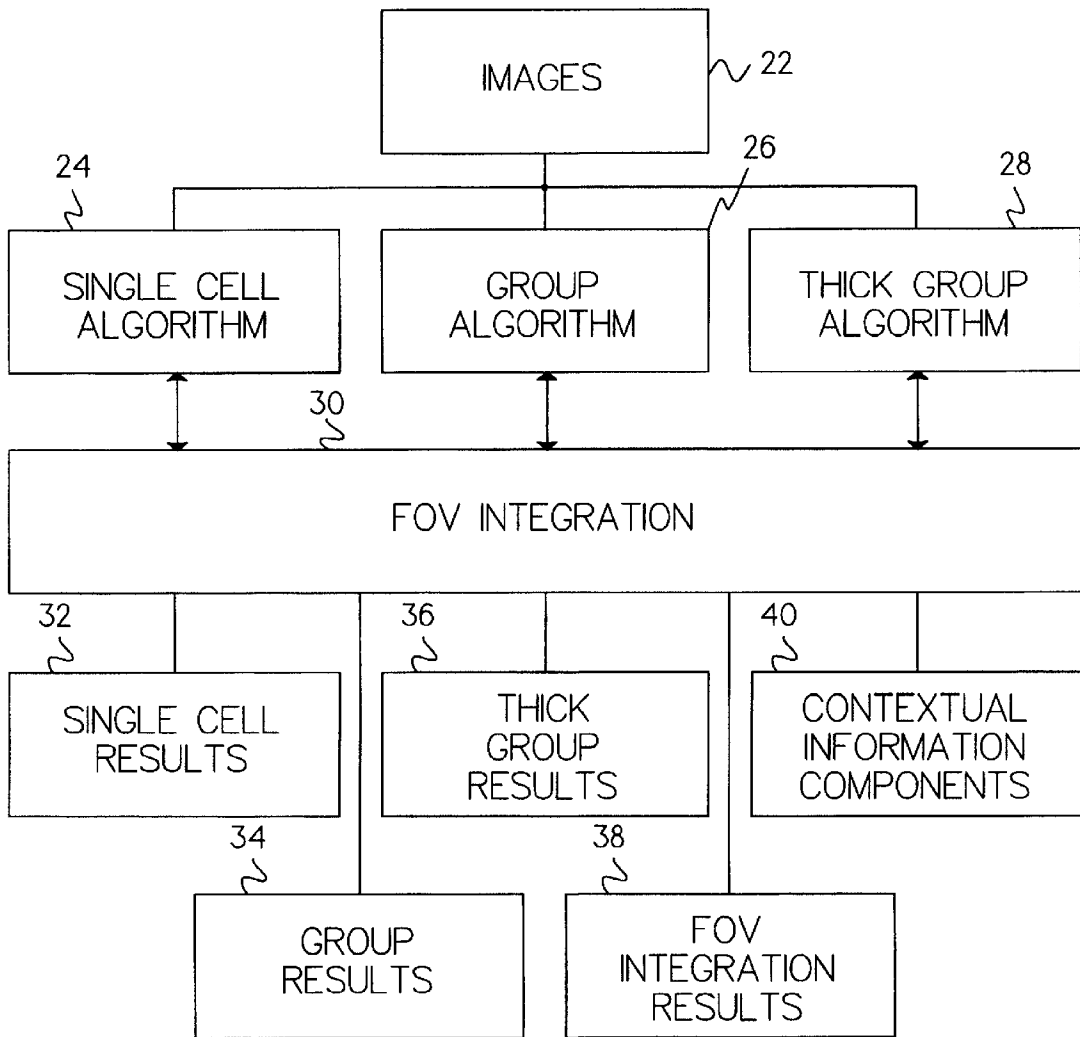 IMAGES
22
24
26
28
SINGLE CELL
ALGORITHM
GROUP
ALGORITHM
THICK GROUP
ALGORITHM
30
FOV INTEGRATION
32
36
40
SINGLE CELL
RESULTS
THICK
GROUP
RESULTS
CONTEXTUAL
INFORMATION
COMPONENTS
34
38
GROUP
RESULTS
FOV
INTEGRATION
RESULTS